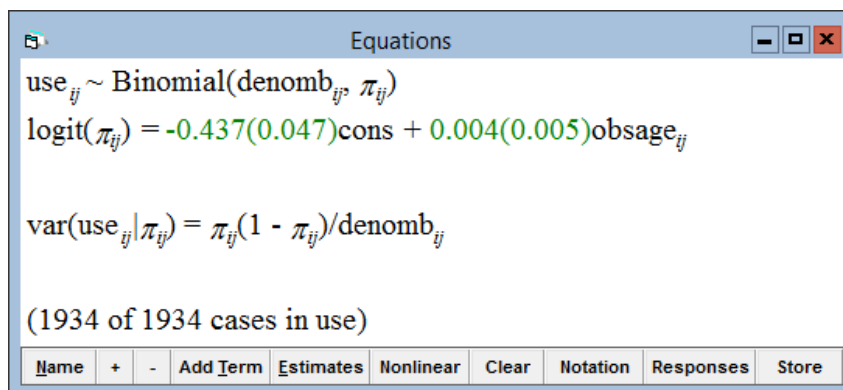 Equations
use_ij ~ Binomial(denomb_ij, π_ij)
logit(π_ij) = -0.437(0.047)cons + 0.004(0.005)obsage_ij
var(use_ij|π_ij) = π_ij(1 - π_ij)/denomb_ij
(1934 of 1934 cases in use)
Name + - Add Term Estimates Nonlinear Clear Notation Responses Store